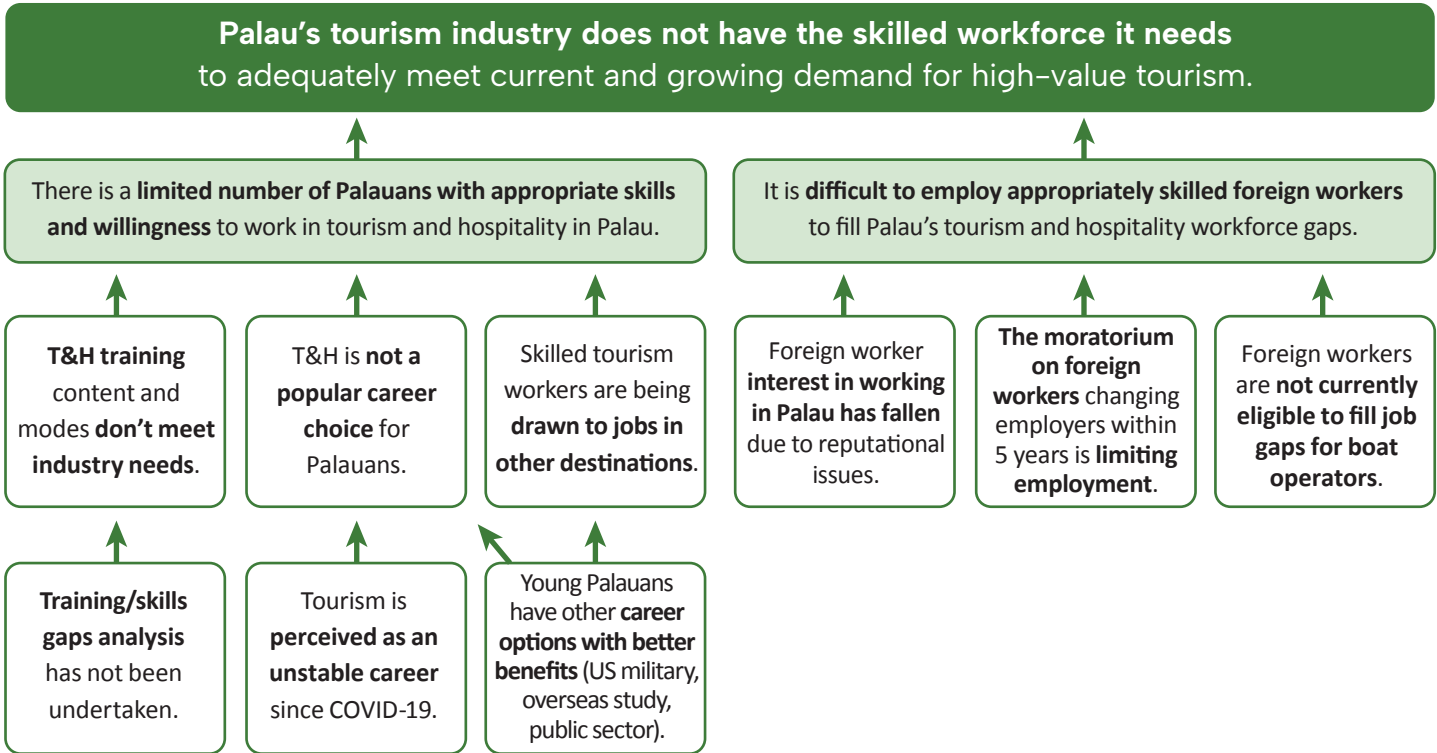 Palau’s tourism industry does not have the skilled workforce it needs
to adequately meet current and growing demand for high-value tourism.
There is a limited number of Palauans with appropriate skills
and willingness to work in tourism and hospitality in Palau.
It is difficult to employ appropriately skilled foreign workers
to fill Palau’s tourism and hospitality workforce gaps.
T&H training
content and
modes don’t meet
industry needs.
T&H is not a
popular career
choice for
Palauans.
Skilled tourism
workers are being
drawn to jobs in
other destinations.
Foreign worker
interest in working
in Palau has fallen
due to reputational
issues.
The moratorium
on foreign
workers changing
employers within
5 years is limiting
employment.
Foreign workers
are not currently
eligible to fill job
gaps for boat
operators.
Training/skills
gaps analysis
has not been
undertaken.
Tourism is
perceived as an
unstable career
since COVID-19.
Young Palauans
have other career
options with better
benefits (US military,
overseas study,
public sector).